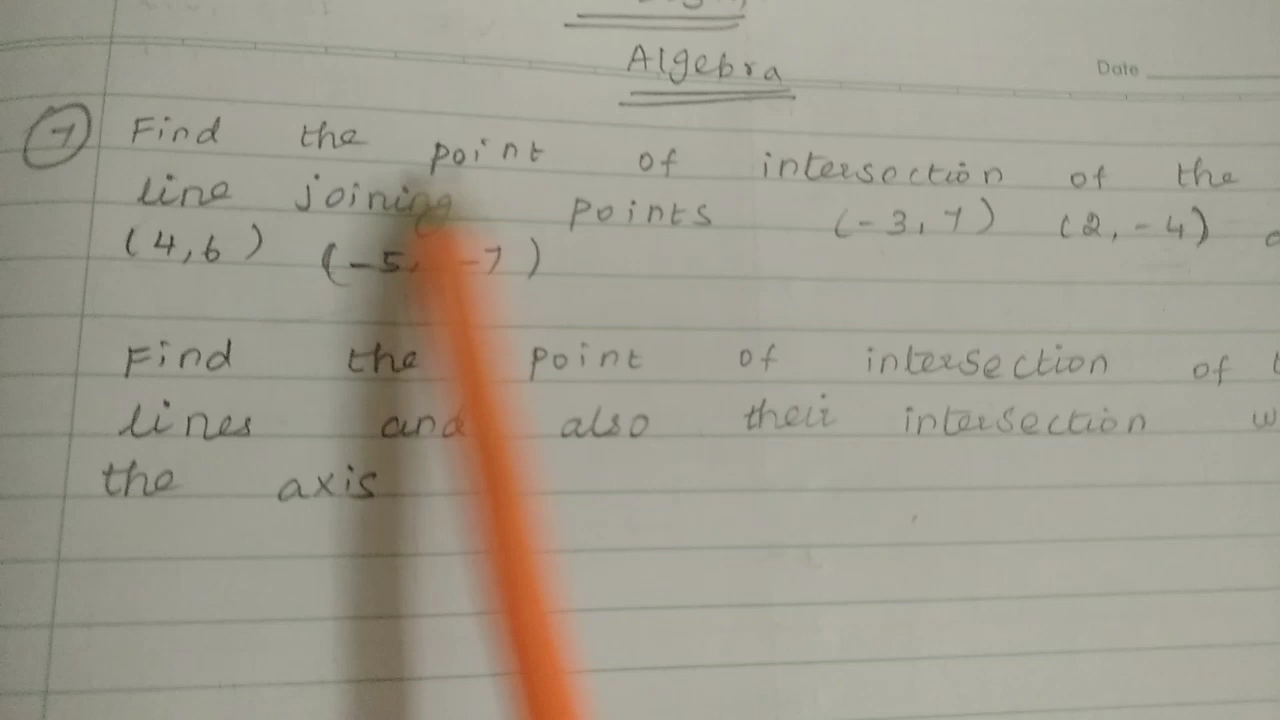 Algebra
Date
7 Find the point of intersection of the
line joining points (-3, 7) (2, -4)
(4, 6) (-5, -7)
Find the point of intersection of
lines and also their intersection
the axis